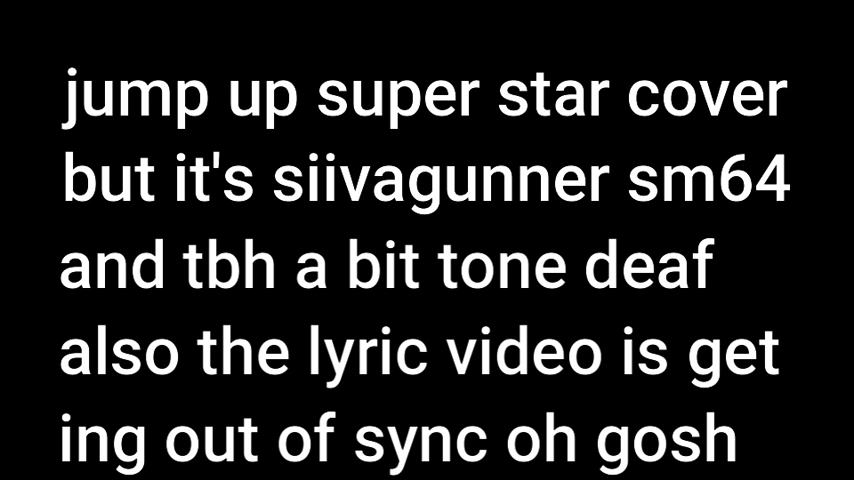 jump up super star cover
but it's siivagunner sm64
and tbh a bit tone deaf
also the lyric video is get
ing out of sync oh gosh